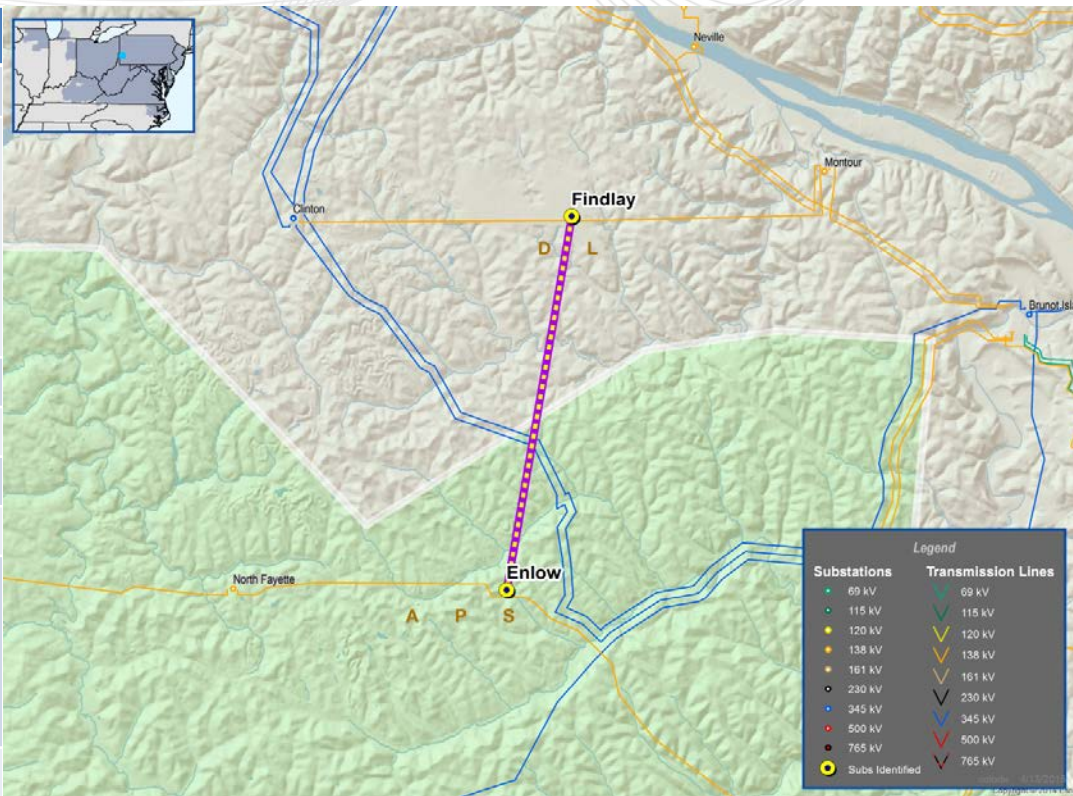 Neville
Montour
Findlay
Clinton
D L
Brunot Isla
Enlow
North Fayette
A P S
Legend
Substations Transmission Lines
69 kV 69 kV
115 kV 115 kV
120 kV 120 kV
138 kV 138 kV
161 kV 161 kV
230 kV 230 kV
345 kV 345 kV
500 kV 500 kV
765 kV 765 kV
Subs Identified